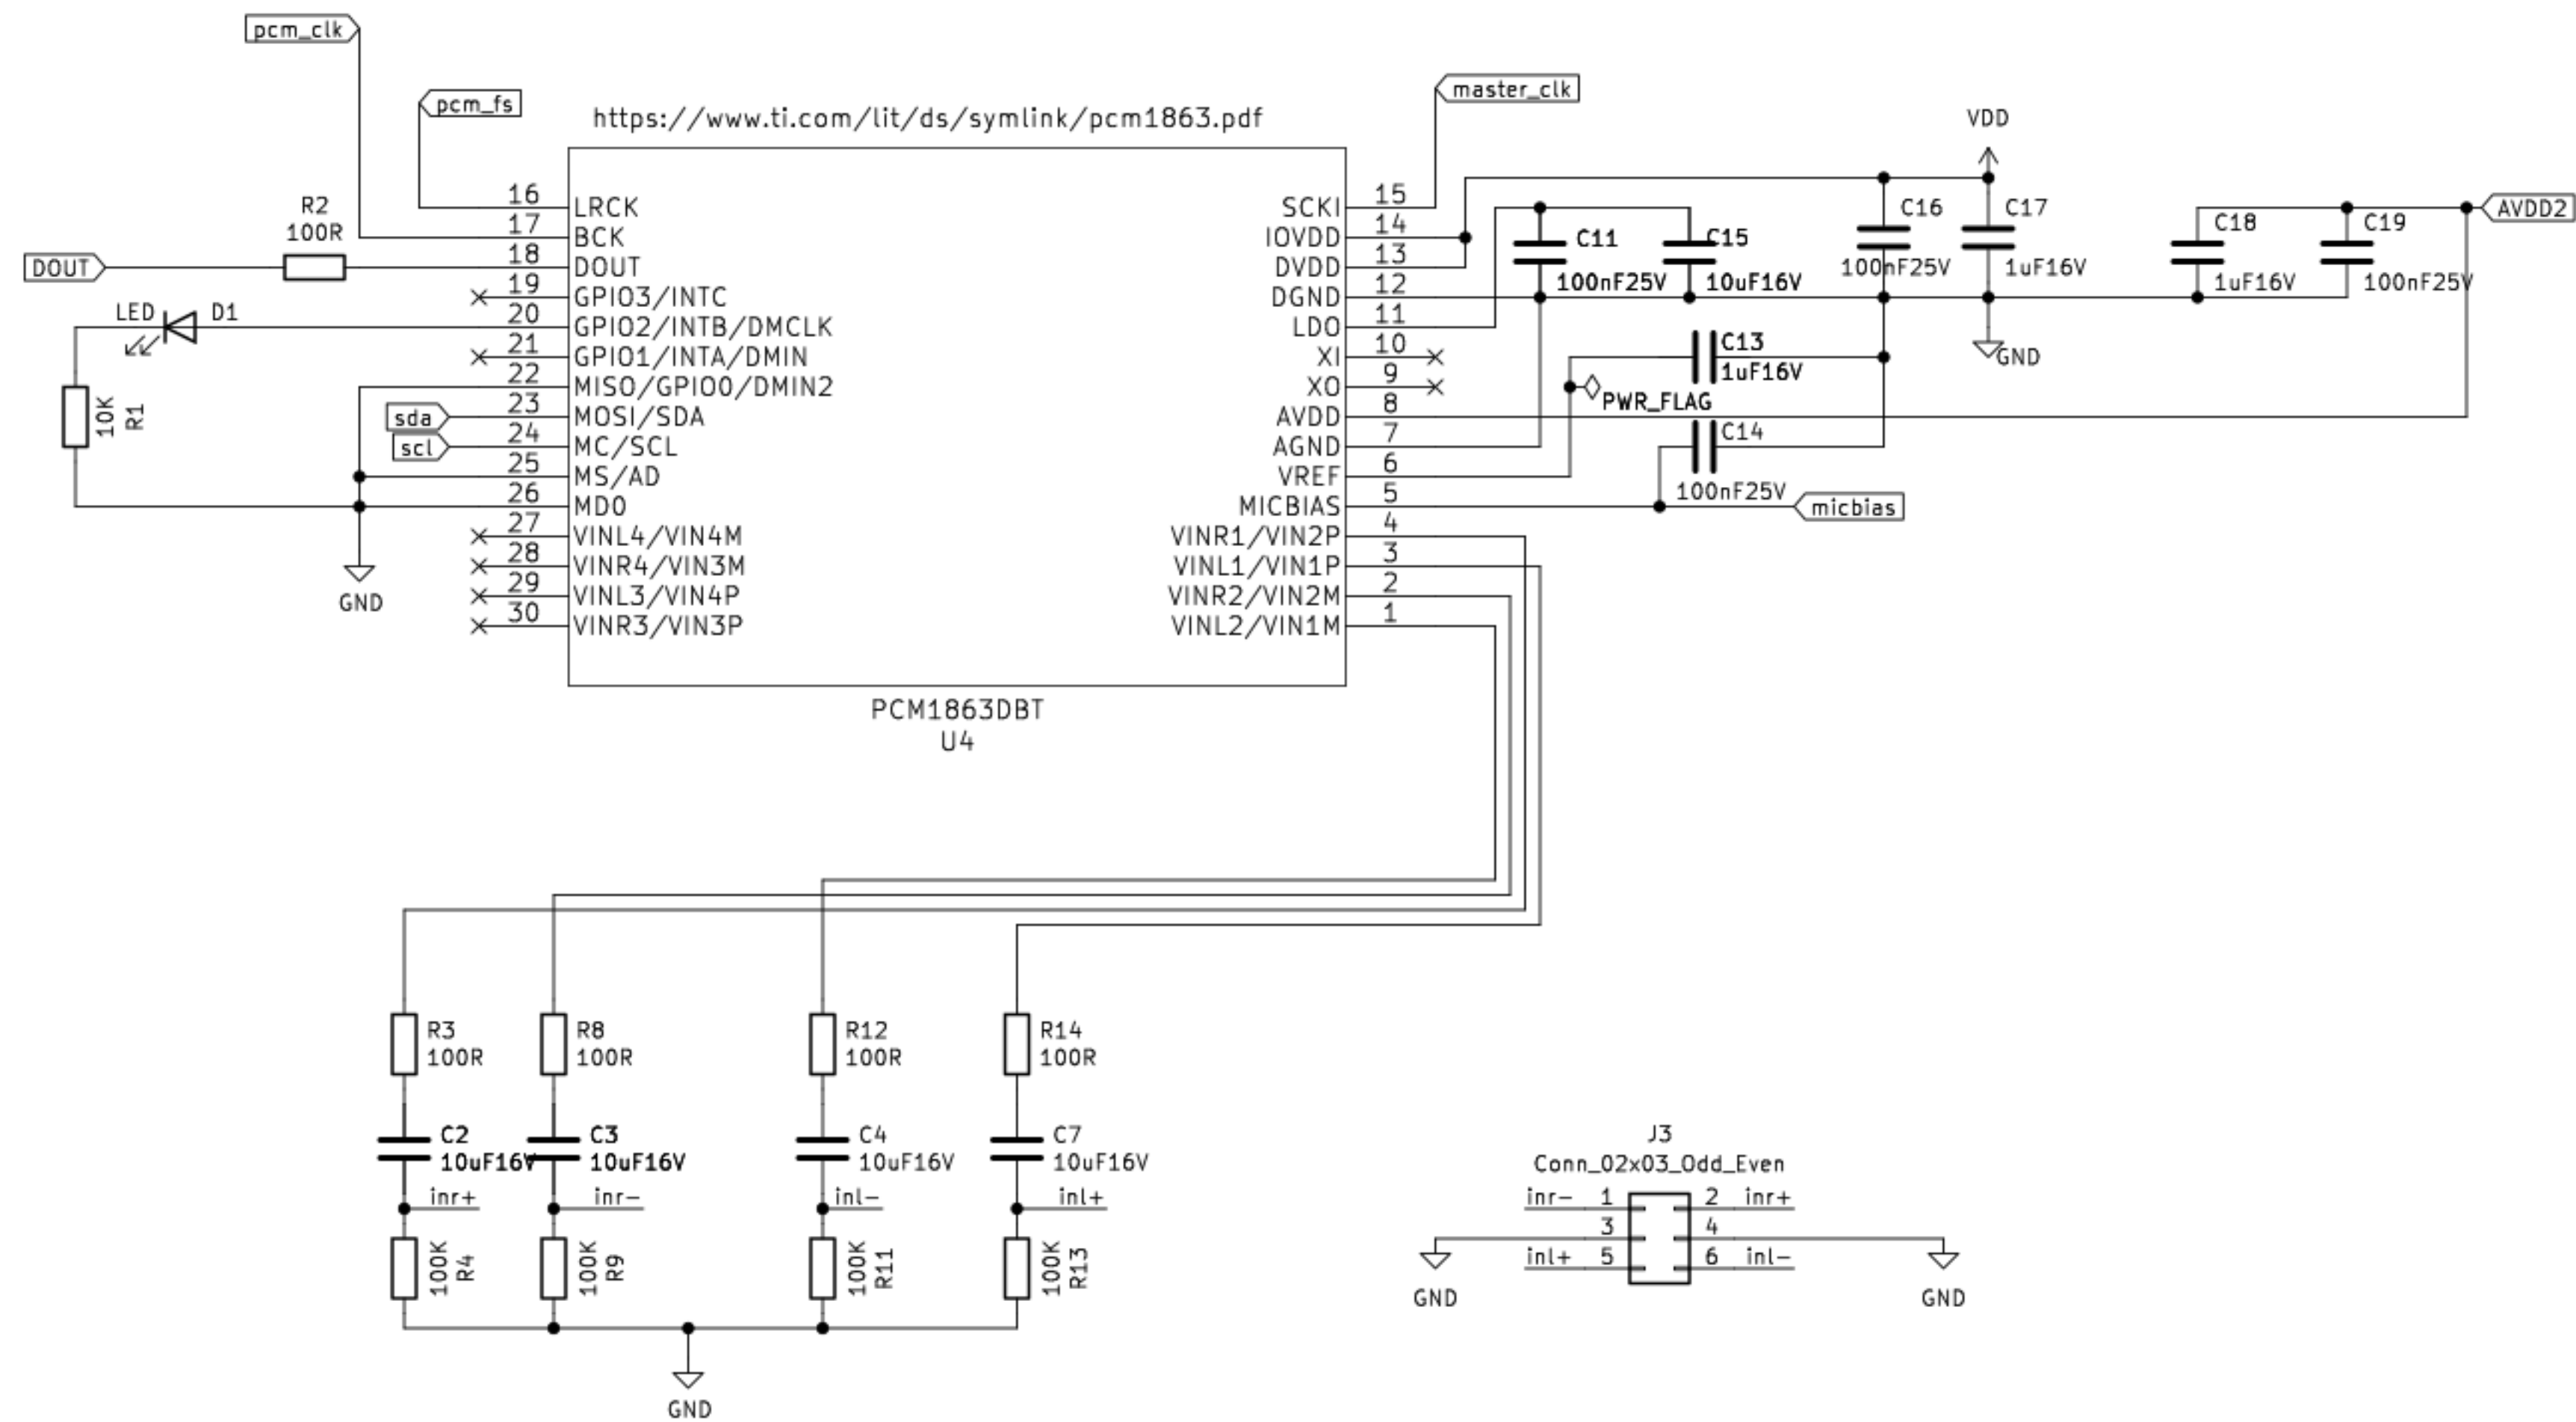 pcm_clk
pcm_fs
https://www.ti.com/lit/ds/symlink/pcm1863.pdf
master_clk
VDD
R2
100R
DOUT
LED
D1
10K
R1
sda
scl
GND
16
LRCK
17
BCK
18
DOUT
19
GPIO3/INTC
20
GPIO2/INTB/DMCLK
21
GPIO1/INTA/DMIN
22
MISO/GPIO0/DMIN2
23
MOSI/SDA
24
MC/SCL
25
MS/AD
26
MD0
27
VINL4/VIN4M
28
VINR4/VIN3M
29
VINL3/VIN4P
30
VINR3/VIN3P
SCKI
15
IOVDD
14
DVDD
13
DGND
12
LDO
11
XI
10
XO
9
AVDD
8
AGND
7
VREF
6
MICBIAS
5
VINR1/VIN2P
4
VINL1/VIN1P
3
VINR2/VIN2M
2
VINL2/VIN1M
1
PCM1863DBT
U4
C11
100nF25V
C15
10uF16V
C16
100nF25V
C17
1uF16V
C18
1uF16V
C19
100nF25V
AVDD2
GND
C13
1uF16V
PWR_FLAG
C14
100nF25V
micbias
R3
100R
R8
100R
R12
100R
R14
100R
C2
10uF16V
C3
10uF16V
C4
10uF16V
C7
10uF16V
inr+
inr-
inl-
inl+
100K
R4
100K
R9
100K
R11
100K
R13
GND
J3
Conn_02x03_Odd_Even
inr- 1 2 inr+
3 4
inl+ 5 6 inl-
GND
GND